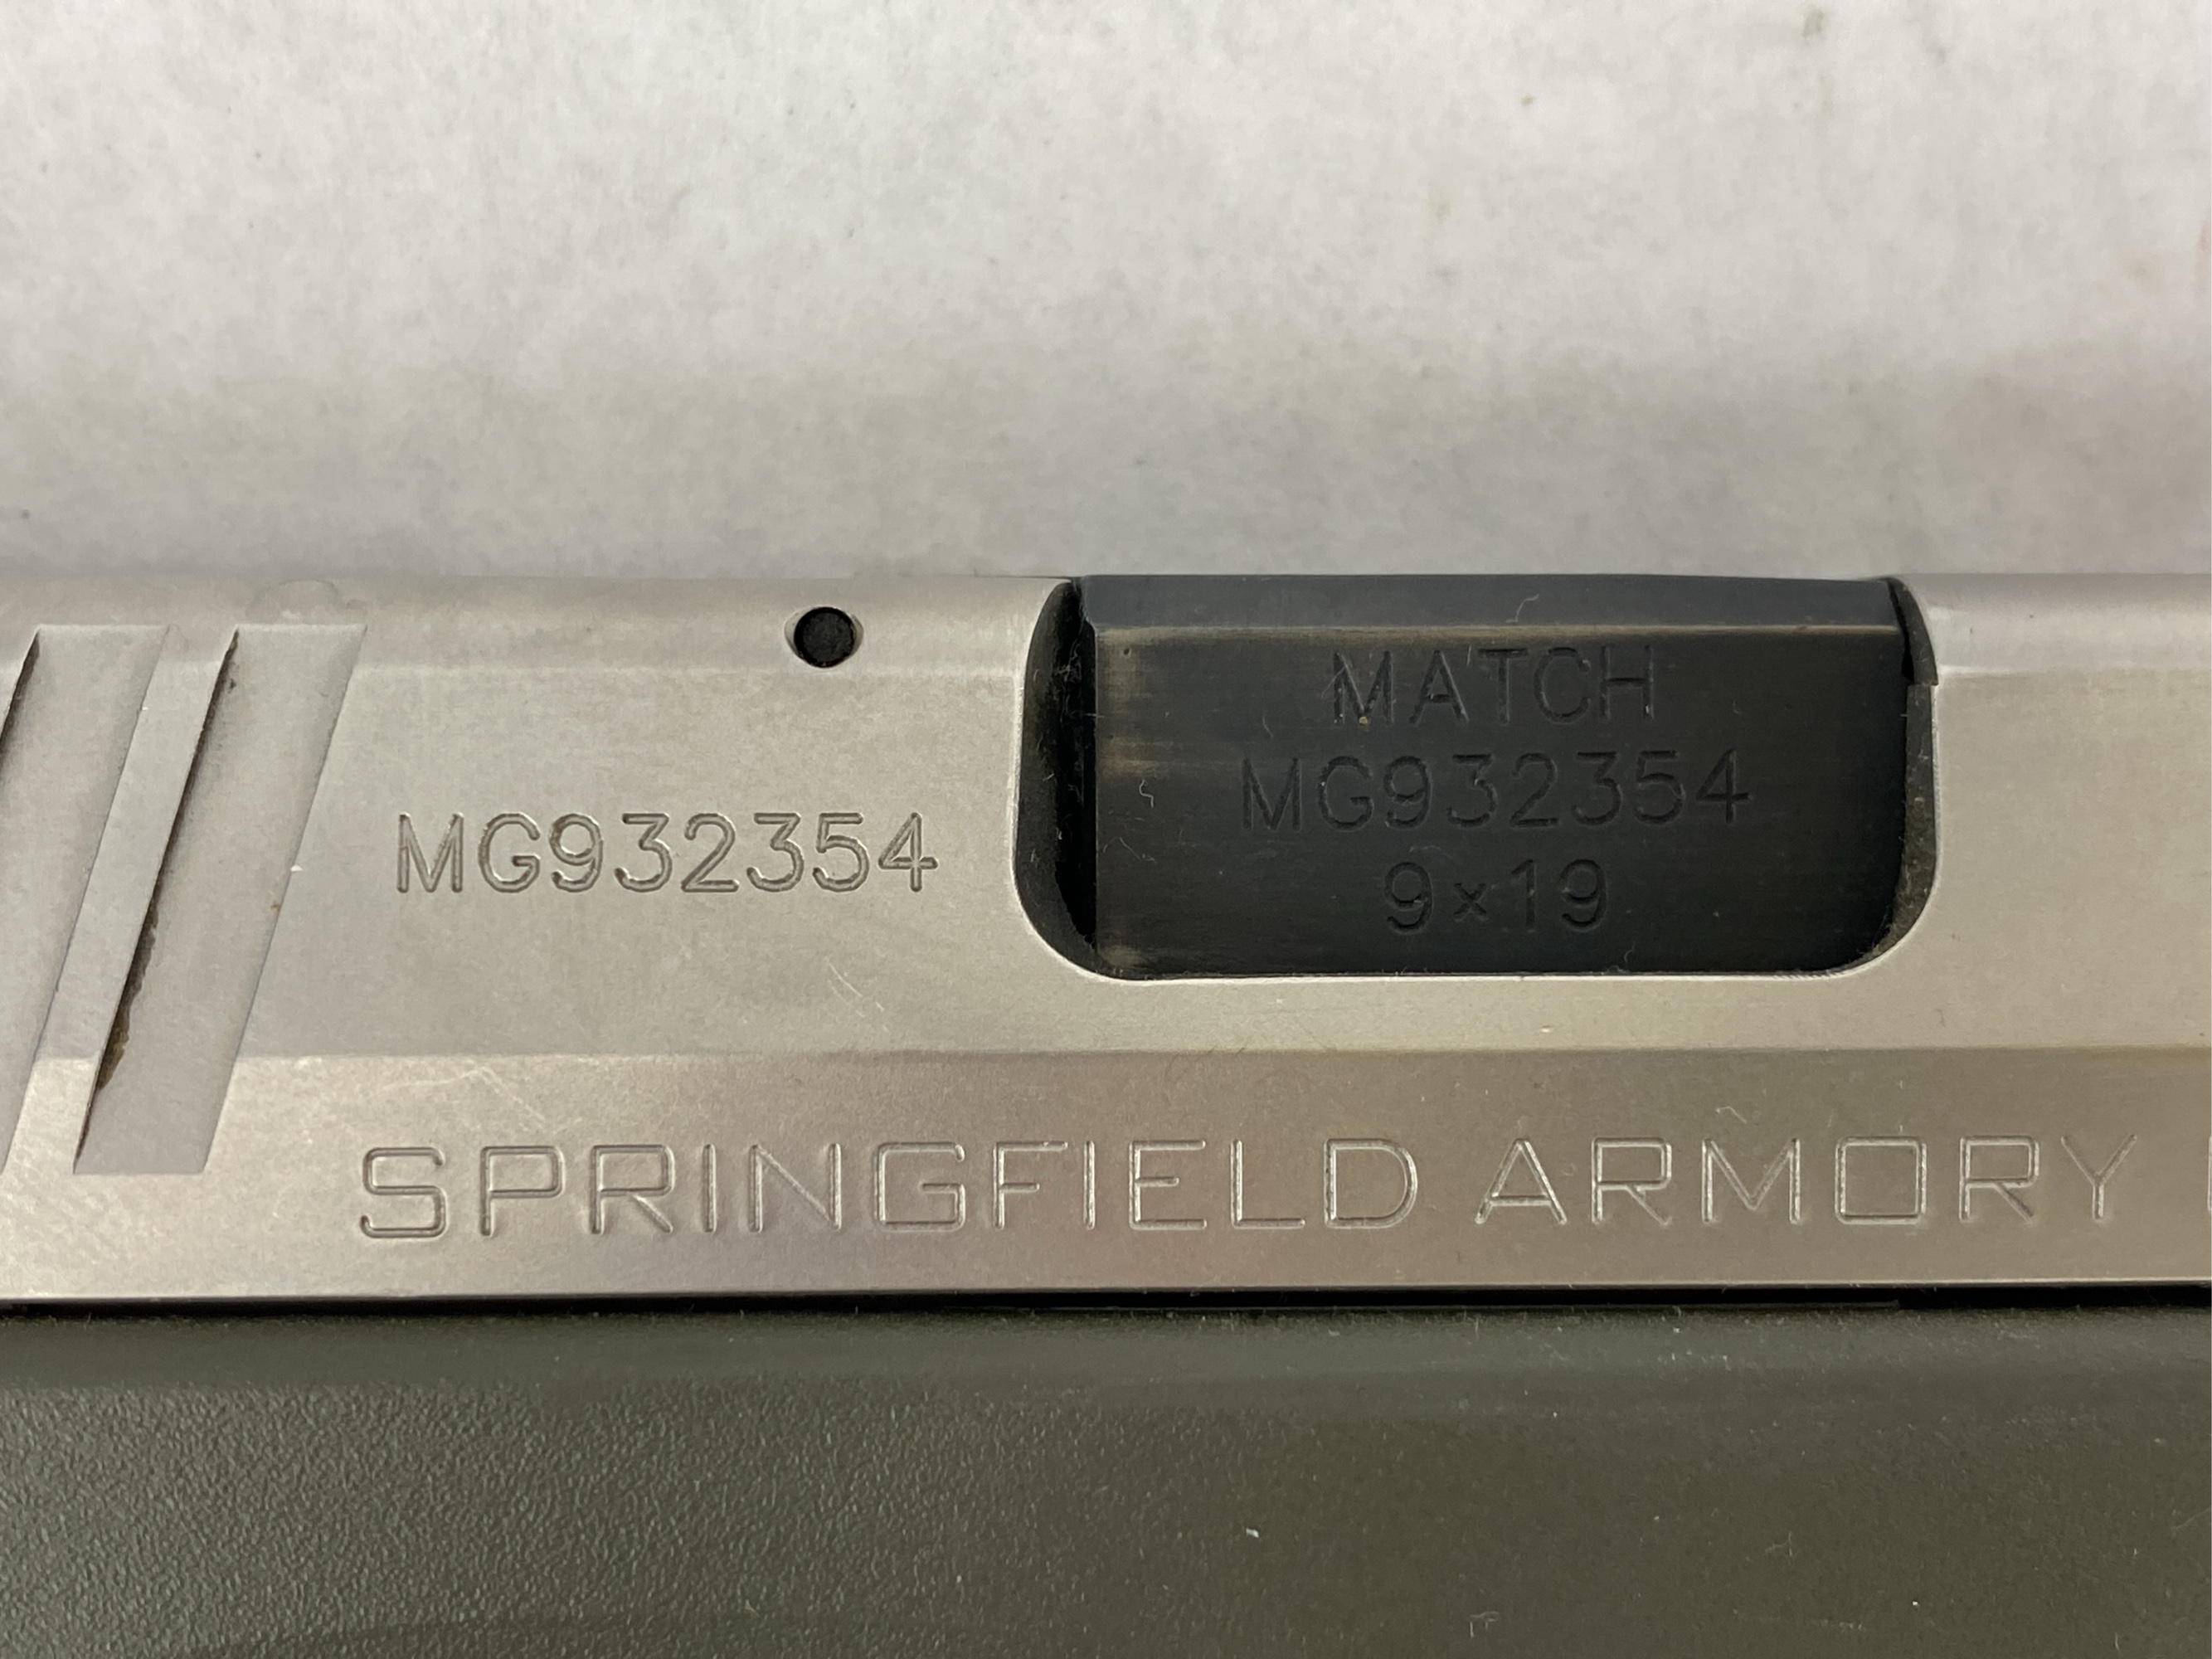 MATCH
MG932354
9×19
MG932354
SPRINGFIELD ARMORY